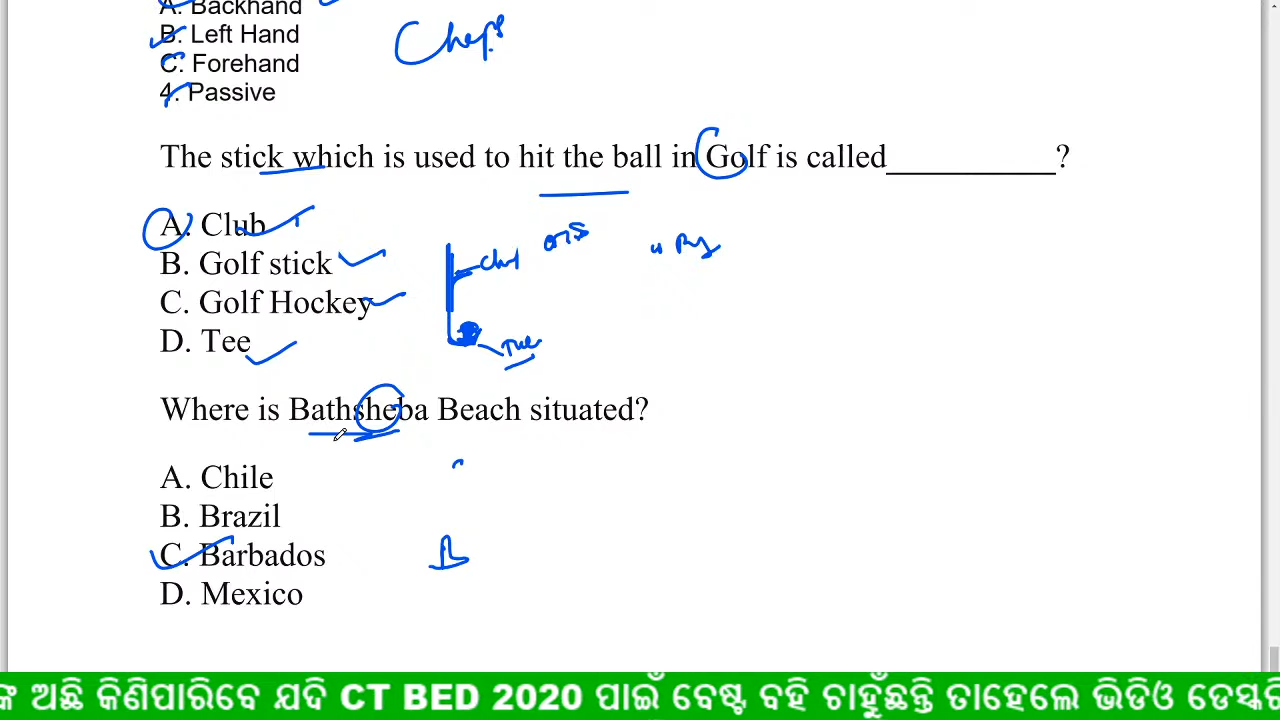 A. Backhand
B. Left Hand
C. Forehand
4. Passive
The stick which is used to hit the ball in Golf is called__________?
A. Club
B. Golf stick
C. Golf Hockey
D. Tee
Where is Bathsheba Beach situated?
A. Chile
B. Brazil
C. Barbados
D. Mexico
ଙ୍କ ଅଛି କିଣିପାରିବେ ଯଦି CT BED 2020 ପାଇଁ ବେଷ୍ଟ ବହି ଚାହୁଁଛନ୍ତି ତାହେଲେ ଭିଡିଓ ଡେସ୍କ